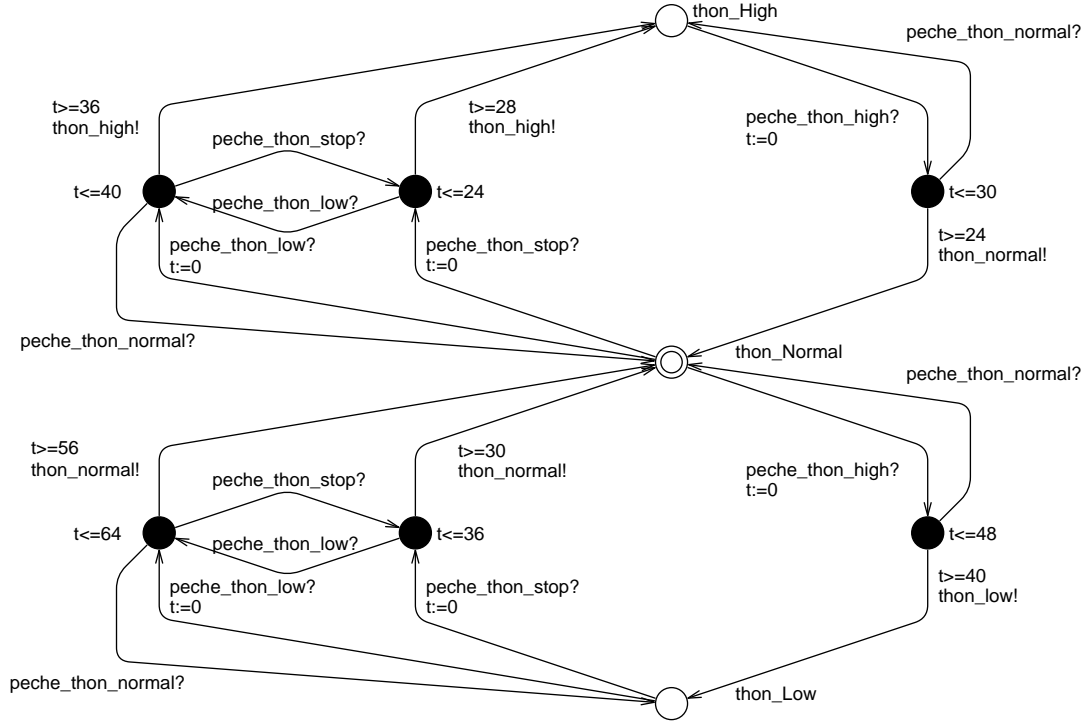 thon_High
peche_thon_normal?
t>=36
thon_high!
t>=28
thon_high!
peche_thon_high?
t:=0
peche_thon_stop?
t<=40
t<=24
t<=30
peche_thon_low?
peche_thon_low?
t:=0
peche_thon_stop?
t:=0
t>=24
thon_normal!
peche_thon_normal?
thon_Normal
peche_thon_normal?
t>=56
thon_normal!
t>=30
thon_normal!
peche_thon_high?
t:=0
peche_thon_stop?
t<=64
t<=36
t<=48
peche_thon_low?
peche_thon_low?
t:=0
peche_thon_stop?
t:=0
t>=40
thon_low!
peche_thon_normal?
thon_Low